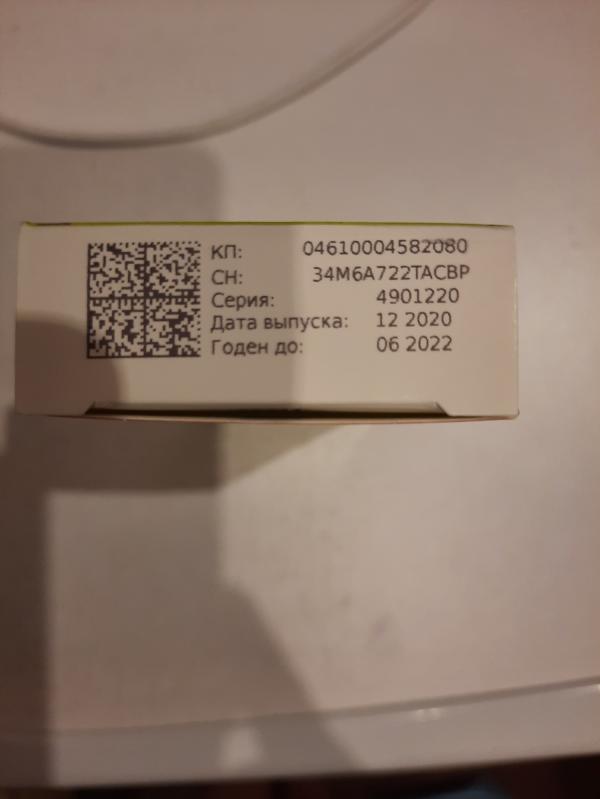 КП: 04610004582080
СН: 34М6А722ТАСВР
Серия: 4901220
Дата выпуска: 12 2020
Годен до: 06 2022